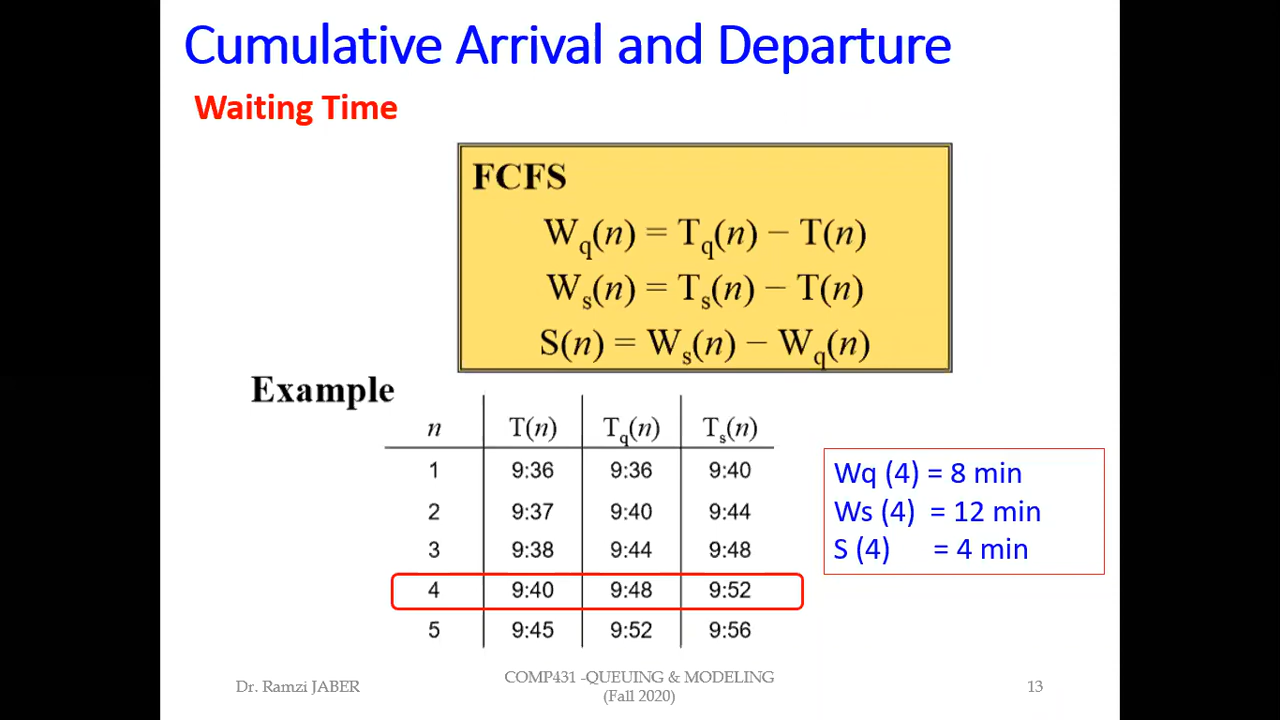 Cumulative Arrival and Departure
Waiting Time
FCFS
Wq(n) = Tq(n) − T(n)
Ws(n) = Ts(n) − T(n)
S(n) = Ws(n) − Wq(n)
Example
n T(n) Tq(n) Ts(n)
1 9:36 9:36 9:40
2 9:37 9:40 9:44
3 9:38 9:44 9:48
4 9:40 9:48 9:52
5 9:45 9:52 9:56
Wq (4) = 8 min
Ws (4) = 12 min
S (4) = 4 min
Dr. Ramzi JABER
COMP431 -QUEUING & MODELING
(Fall 2020)
13